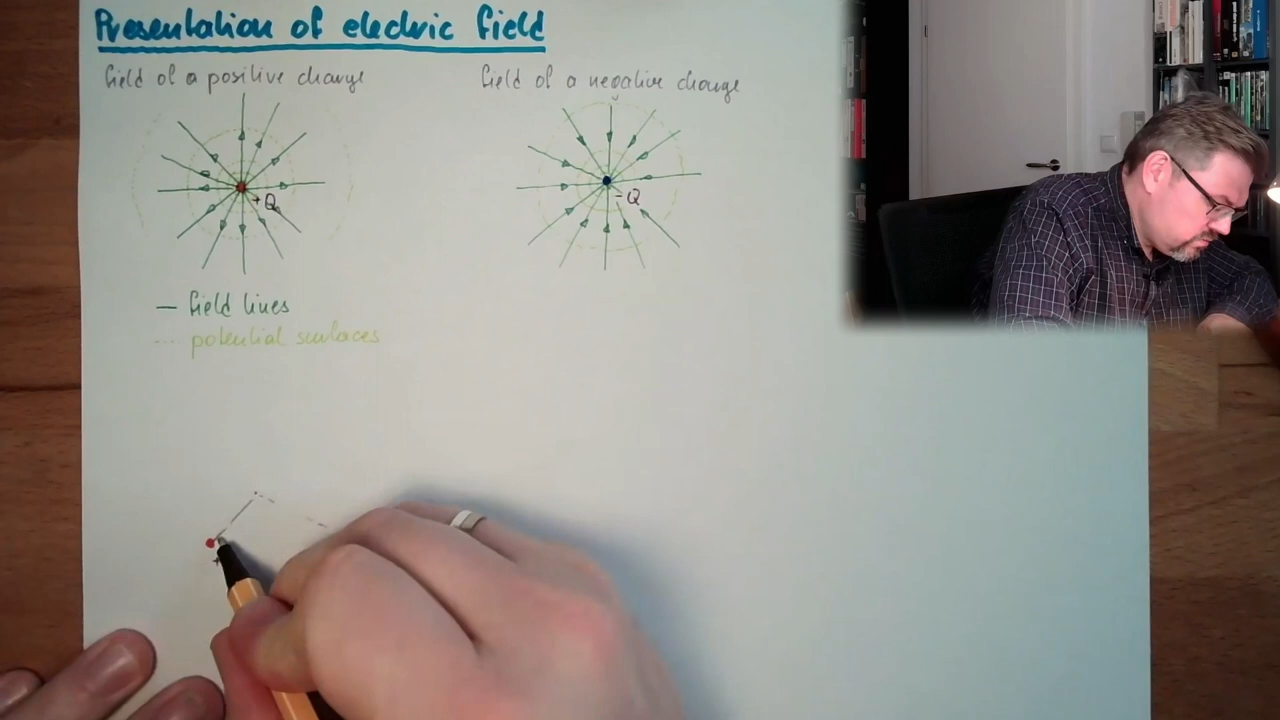 Presentation of electric field
field of a positive charge
field of a negative charge
+Q
-Q
— field lines
--- potential surfaces
+